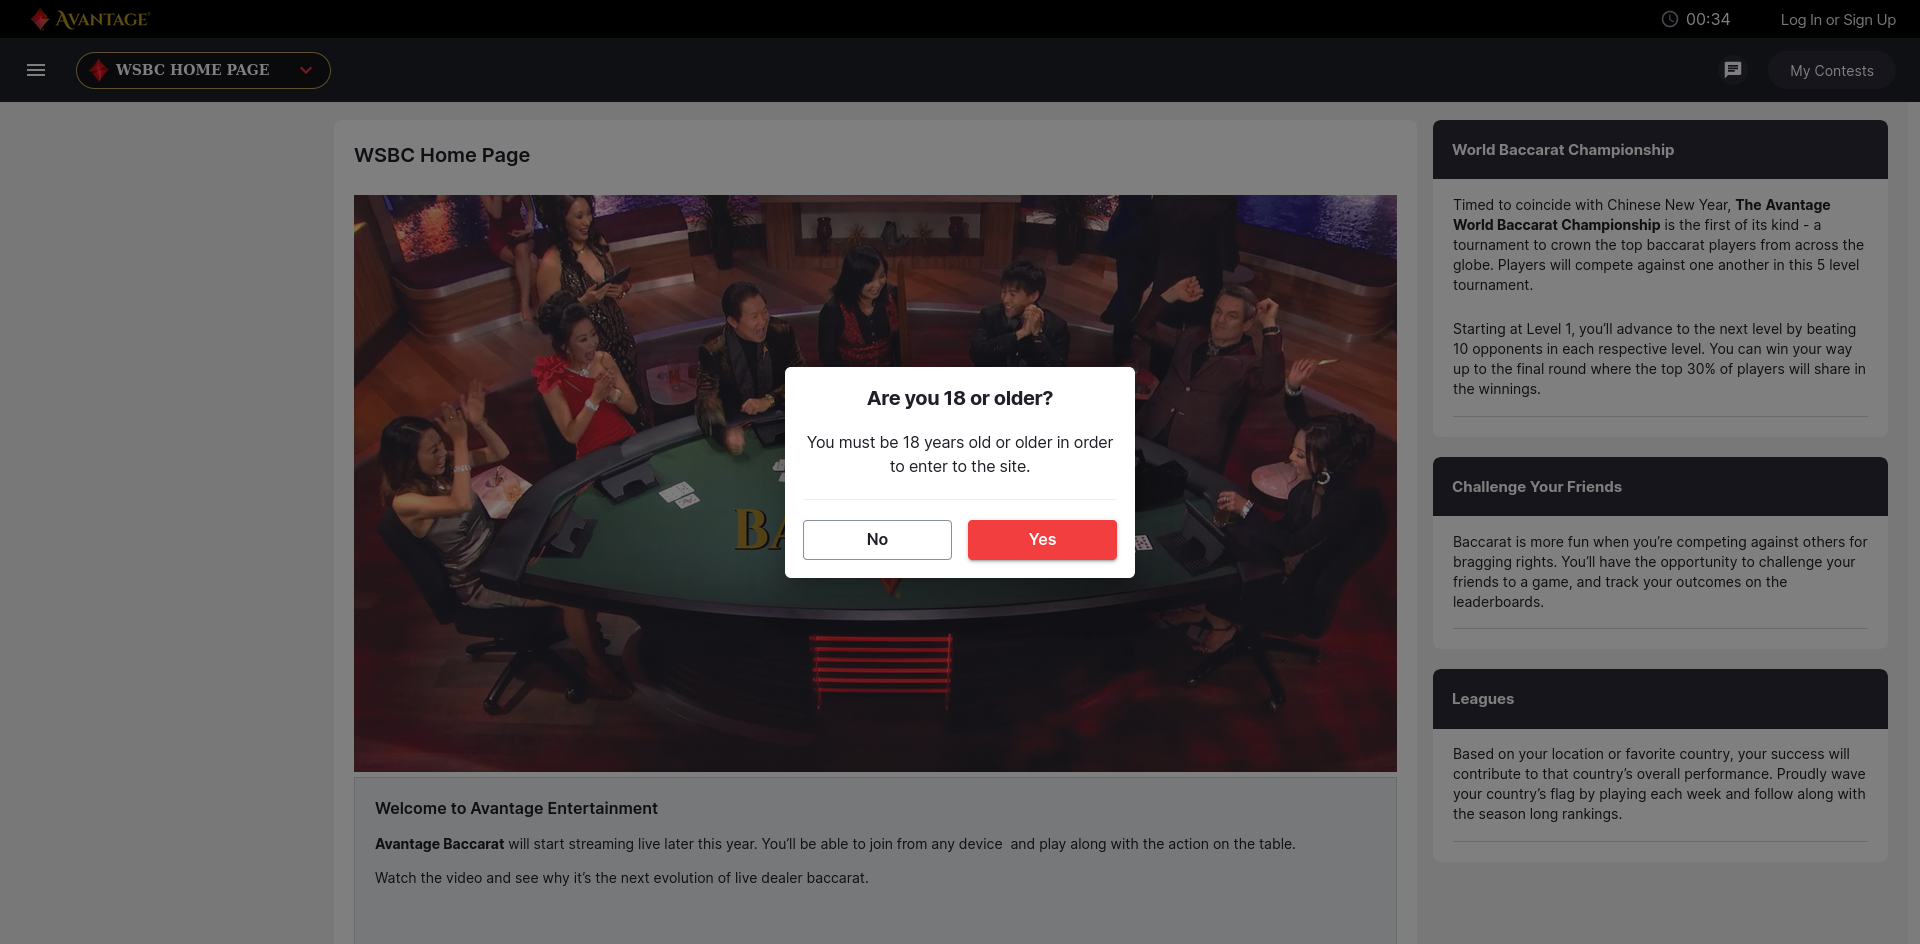 AVANTAGE
00:34
Log In or Sign Up
WSBC HOME PAGE
My Contests
WSBC Home Page
Are you 18 or older?
You must be 18 years old or older in order
to enter to the site.
No
Yes
Welcome to Avantage Entertainment
Avantage Baccarat will start streaming live later this year. You'll be able to join from any device  and play along with the action on the table.
Watch the video and see why it's the next evolution of live dealer baccarat.
World Baccarat Championship
Timed to coincide with Chinese New Year, The Avantage
World Baccarat Championship is the first of its kind - a
tournament to crown the top baccarat players from across the
globe. Players will compete against one another in this 5 level
tournament.
Starting at Level 1, you'll advance to the next level by beating
10 opponents in each respective level. You can win your way
up to the final round where the top 30% of players will share in
the winnings.
Challenge Your Friends
Baccarat is more fun when you're competing against others for
bragging rights. You'll have the opportunity to challenge your
friends to a game, and track your outcomes on the
leaderboards.
Leagues
Based on your location or favorite country, your success will
contribute to that country's overall performance. Proudly wave
your country's flag by playing each week and follow along with
the season long rankings.